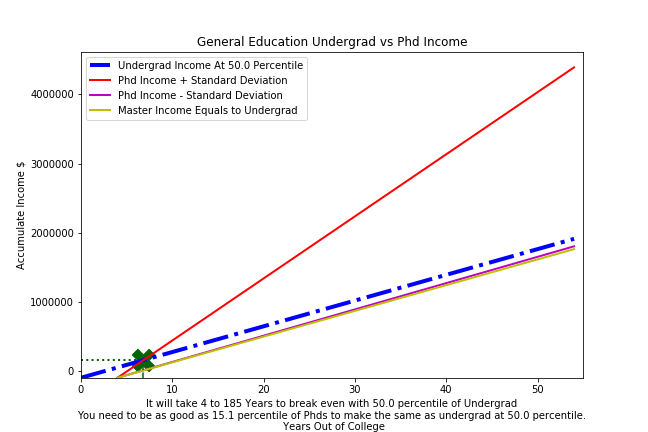 General Education Undergrad vs Phd Income
Undergrad Income At 50.0 Percentile
Phd Income + Standard Deviation
Phd Income - Standard Deviation
Master Income Equals to Undergrad
Accumulate Income $
4000000
3000000
2000000
1000000
0
0 10 20 30 40 50
It will take 4 to 185 Years to break even with 50.0 percentile of Undergrad
You need to be as good as 15.1 percentile of Phds to make the same as undergrad at 50.0 percentile.
Years Out of College